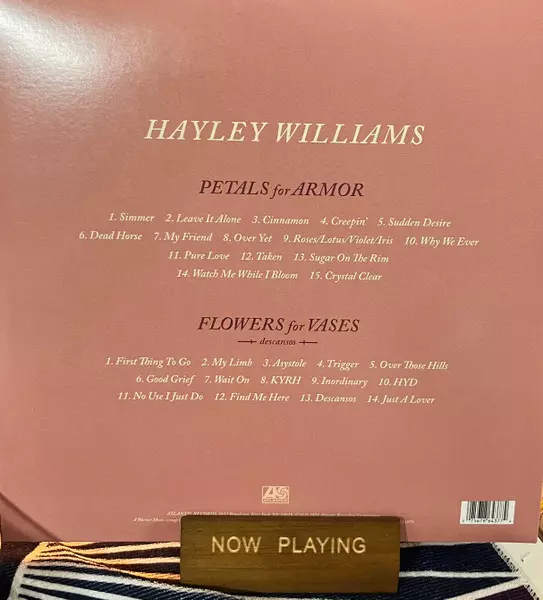 HAYLEY WILLIAMS
PETALS for ARMOR
1. Simmer 2. Leave It Alone 3. Cinnamon 4. Creepin' 5. Sudden Desire
6. Dead Horse 7. My Friend 8. Over Yet 9. Roses/Lotus/Violet/Iris 10. Why We Ever
11. Pure Love 12. Taken 13. Sugar On The Rim
14. Watch Me While I Bloom 15. Crystal Clear
FLOWERS for VASES
descansos
1. First Thing To Go 2. My Limb 3. Asystole 4. Trigger 5. Over Those Hills
6. Good Grief 7. Wait On 8. KYRH 9. Inordinary 10. HYD
11. No Use I Just Do 12. Find Me Here 13. Descansos 14. Just A Lover
ATLANTIC RECORDS
A Warner Music Group
NOW PLAYING